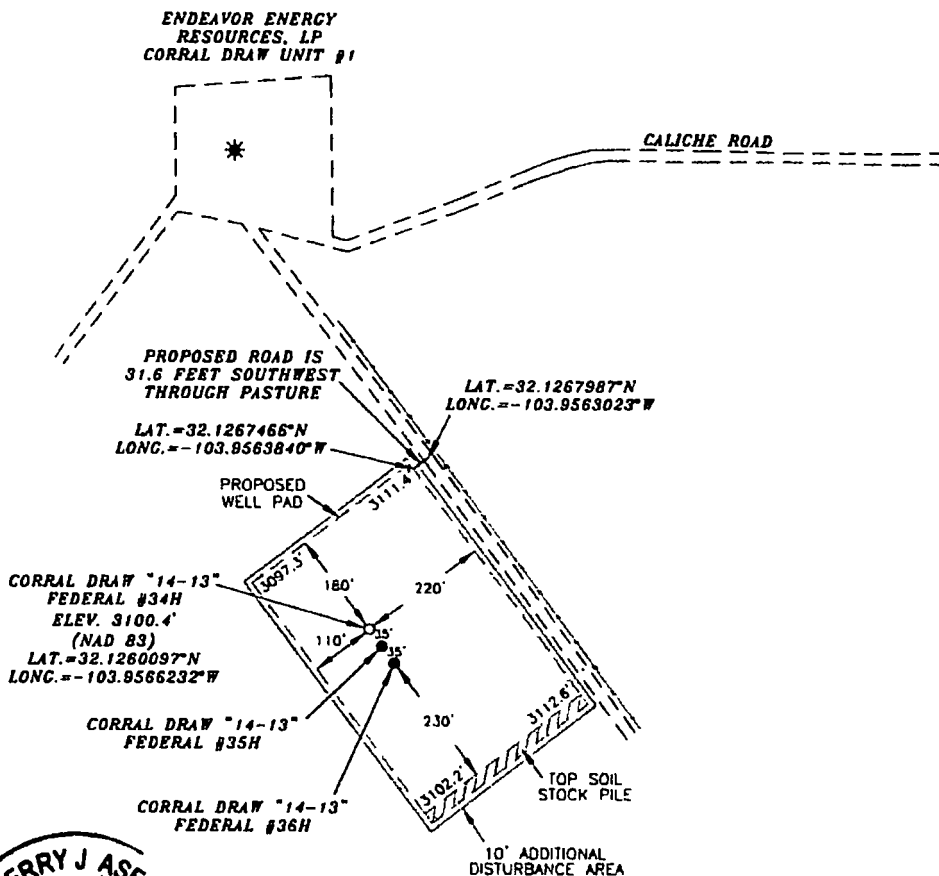 ENDEAVOR ENERGY
RESOURCES, LP
CORRAL DRAW UNIT #1
CALICHE ROAD
PROPOSED ROAD IS
31.6 FEET SOUTHWEST
THROUGH PASTURE
LAT.=32.1267987°N
LONG.=-103.9563023°W
LAT.=32.1267466°N
LONG.=-103.9563840°W
PROPOSED
WELL PAD
3111.4'
3097.3'
180'
220'
CORRAL DRAW "14-13"
FEDERAL #34H
ELEV. 3100.4'
(NAD 83)
LAT.=32.1260097°N
LONG.=-103.9566232°W
110'
35'
35'
CORRAL DRAW "14-13"
FEDERAL #35H
230'
3112.6'
TOP SOIL
STOCK PILE
CORRAL DRAW "14-13"
FEDERAL #36H
3102.2'
10' ADDITIONAL
DISTURBANCE AREA